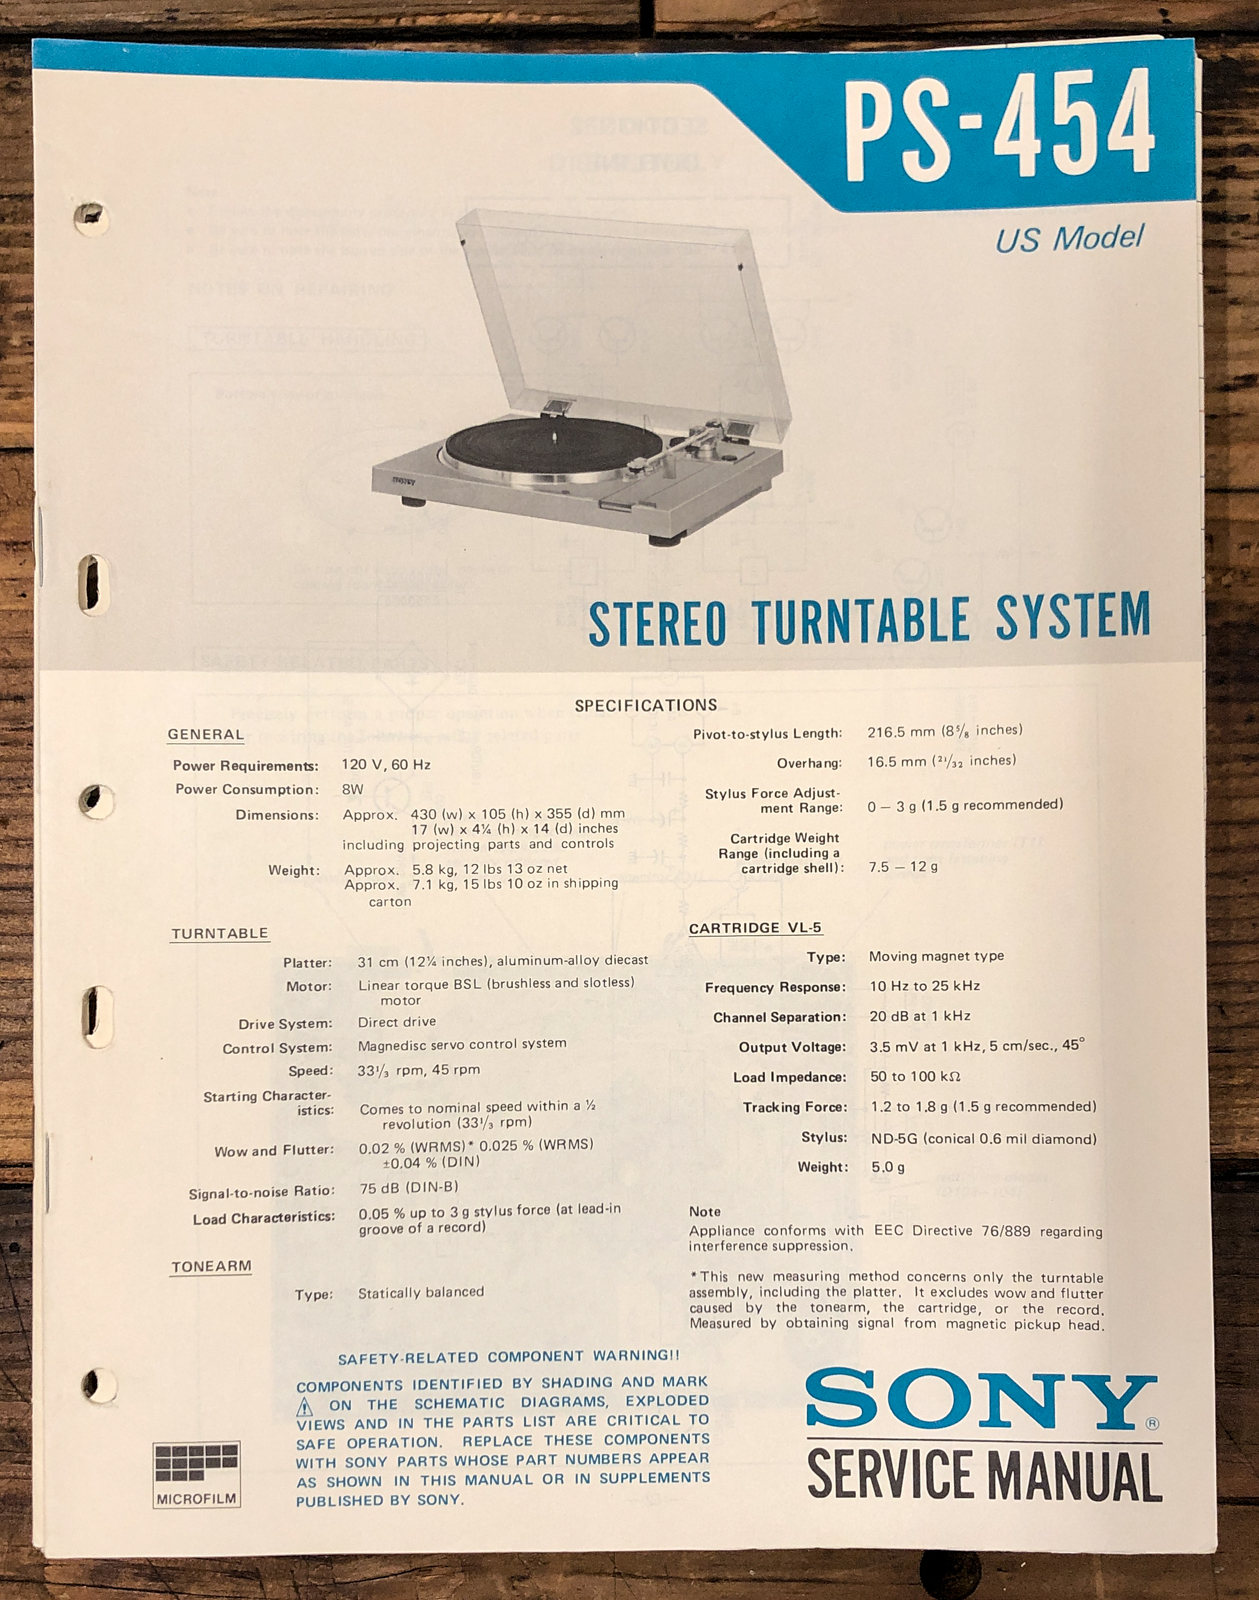 PS-454
US Model
SONY
STEREO TURNTABLE SYSTEM
SPECIFICATIONS
GENERAL
Power Requirements: 120 V, 60 Hz
Power Consumption: 8W
Dimensions: Approx. 430 (w) x 105 (h) x 355 (d) mm
17 (w) x 4¼ (h) x 14 (d) inches
including projecting parts and controls
Weight: Approx. 5.8 kg, 12 lbs 13 oz net
Approx. 7.1 kg, 15 lbs 10 oz in shipping
carton
TURNTABLE
Platter: 31 cm (12¼ inches), aluminum-alloy diecast
Motor: Linear torque BSL (brushless and slotless)
motor
Drive System: Direct drive
Control System: Magnedisc servo control system
Speed: 33⅓ rpm, 45 rpm
Starting Character-
istics: Comes to nominal speed within a ½
revolution (33⅓ rpm)
Wow and Flutter: 0.02 % (WRMS)* 0.025 % (WRMS)
±0.04 % (DIN)
Signal-to-noise Ratio: 75 dB (DIN-B)
Load Characteristics: 0.05 % up to 3 g stylus force (at lead-in
groove of a record)
TONEARM
Type: Statically balanced
Pivot-to-stylus Length: 216.5 mm (8⅝ inches)
Overhang: 16.5 mm (²¹/₃₂ inches)
Stylus Force Adjust-
ment Range: 0 – 3 g (1.5 g recommended)
Cartridge Weight
Range (including a
cartridge shell): 7.5 – 12 g
CARTRIDGE VL-5
Type: Moving magnet type
Frequency Response: 10 Hz to 25 kHz
Channel Separation: 20 dB at 1 kHz
Output Voltage: 3.5 mV at 1 kHz, 5 cm/sec., 45°
Load Impedance: 50 to 100 kΩ
Tracking Force: 1.2 to 1.8 g (1.5 g recommended)
Stylus: ND-5G (conical 0.6 mil diamond)
Weight: 5.0 g
Note
Appliance conforms with EEC Directive 76/889 regarding
interference suppression.
*This new measuring method concerns only the turntable
assembly, including the platter. It excludes wow and flutter
caused by the tonearm, the cartridge, or the record.
Measured by obtaining signal from magnetic pickup head.
SAFETY-RELATED COMPONENT WARNING!!
COMPONENTS IDENTIFIED BY SHADING AND MARK
⚠ ON THE SCHEMATIC DIAGRAMS, EXPLODED
VIEWS AND IN THE PARTS LIST ARE CRITICAL TO
SAFE OPERATION. REPLACE THESE COMPONENTS
WITH SONY PARTS WHOSE PART NUMBERS APPEAR
AS SHOWN IN THIS MANUAL OR IN SUPPLEMENTS
PUBLISHED BY SONY.
MICROFILM
SONY®
SERVICE MANUAL